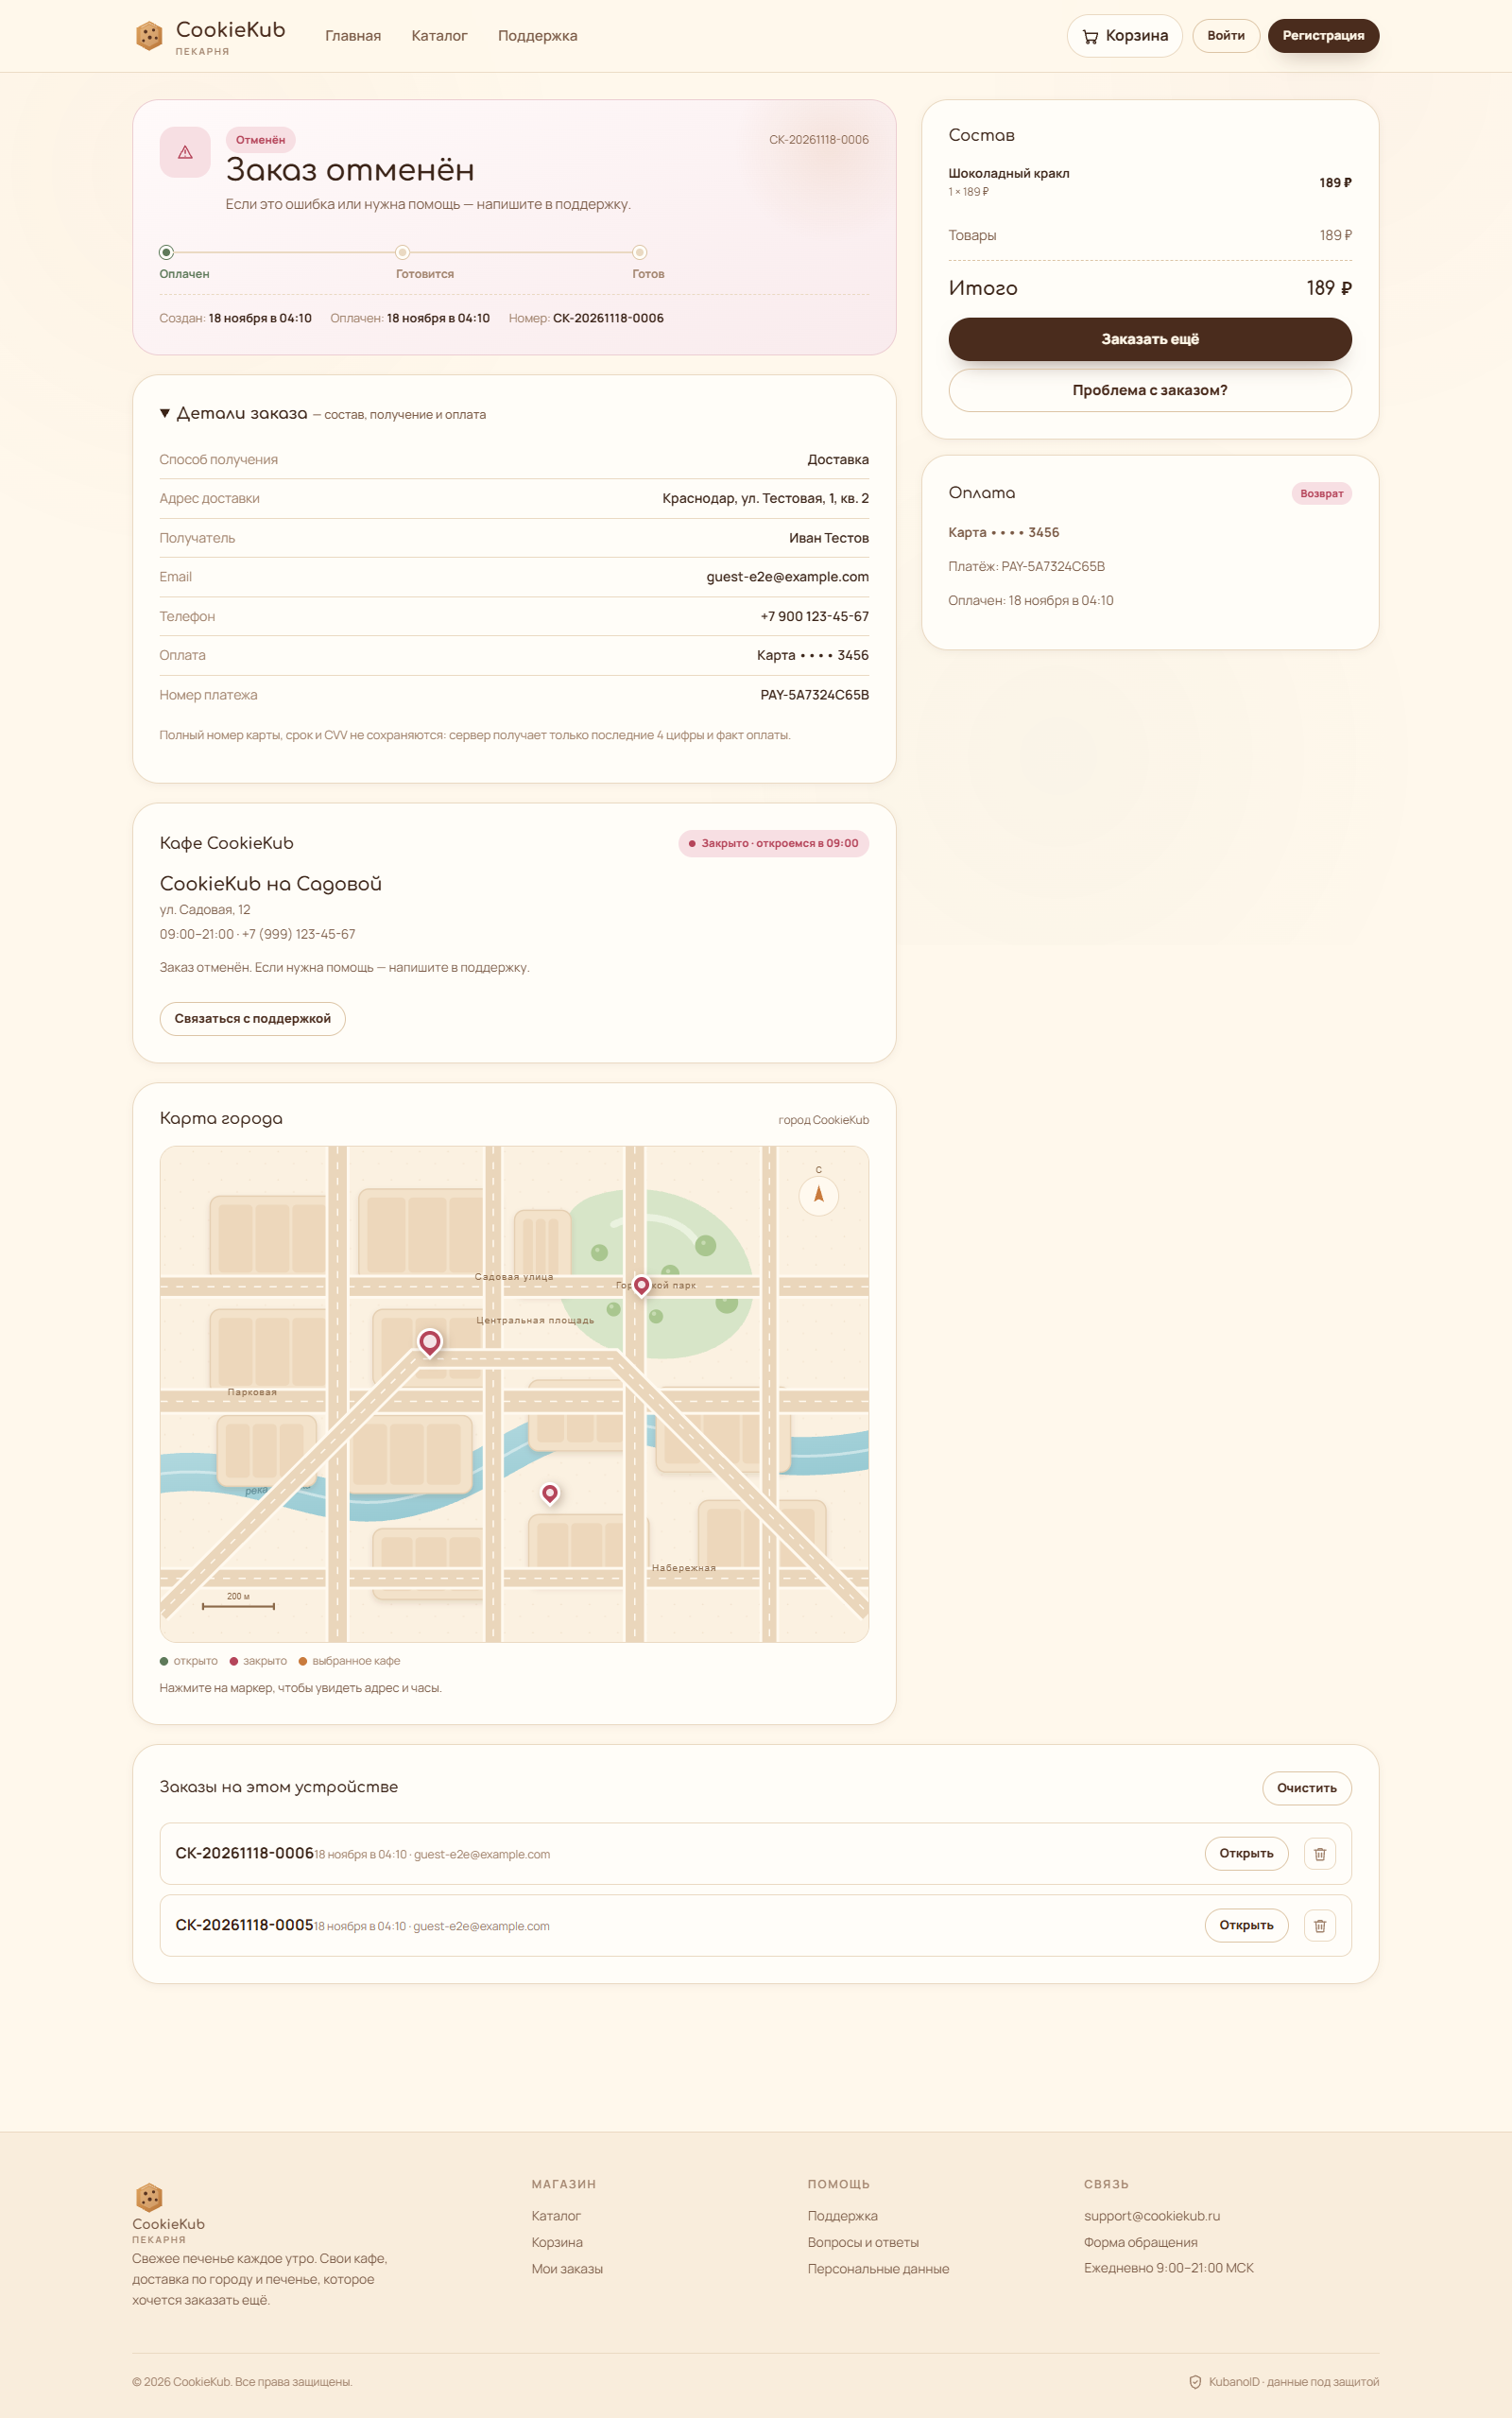 CookieKub
ПЕКАРНЯ
Главная
Каталог
Поддержка
Корзина
Войти
Регистрация
Отменён
CK-20261118-0006
Заказ отменён
Если это ошибка или нужна помощь — напишите в поддержку.
Оплачен
Готовится
Готов
Создан: 18 ноября в 04:10
Оплачен: 18 ноября в 04:10
Номер: CK-20261118-0006
Состав
Шоколадный кракл
1 × 189 ₽
189 ₽
Товары
189 ₽
Итого
189 ₽
Заказать ещё
Проблема с заказом?
Оплата
Возврат
Карта •••• 3456
Платёж: PAY-5A7324C65B
Оплачен: 18 ноября в 04:10
▼ Детали заказа — состав, получение и оплата
Способ получения
Доставка
Адрес доставки
Краснодар, ул. Тестовая, 1, кв. 2
Получатель
Иван Тестов
Email
guest-e2e@example.com
Телефон
+7 900 123-45-67
Оплата
Карта •••• 3456
Номер платежа
PAY-5A7324C65B
Полный номер карты, срок и CVV не сохраняются: сервер получает только последние 4 цифры и факт оплаты.
Кафе CookieKub
Закрыто · откроемся в 09:00
CookieKub на Садовой
ул. Садовая, 12
09:00–21:00 · +7 (999) 123-45-67
Заказ отменён. Если нужна помощь — напишите в поддержку.
Связаться с поддержкой
Карта города
город CookieKub
С
Садовая улица
парк
Центральная площадь
Парковая
река
Набережная
200 м
открыто
закрыто
выбранное кафе
Нажмите на маркер, чтобы увидеть адрес и часы.
Заказы на этом устройстве
Очистить
CK-20261118-0006 18 ноября в 04:10 · guest-e2e@example.com
Открыть
CK-20261118-0005 18 ноября в 04:10 · guest-e2e@example.com
Открыть
CookieKub
ПЕКАРНЯ
Свежее печенье каждое утро. Свои кафе,
доставка по городу и печенье, которое
хочется заказать ещё.
МАГАЗИН
Каталог
Корзина
Мои заказы
ПОМОЩЬ
Поддержка
Вопросы и ответы
Персональные данные
СВЯЗЬ
support@cookiekub.ru
Форма обращения
Ежедневно 9:00–21:00 МСК
© 2026 CookieKub. Все права защищены.
KubanoID · данные под защитой